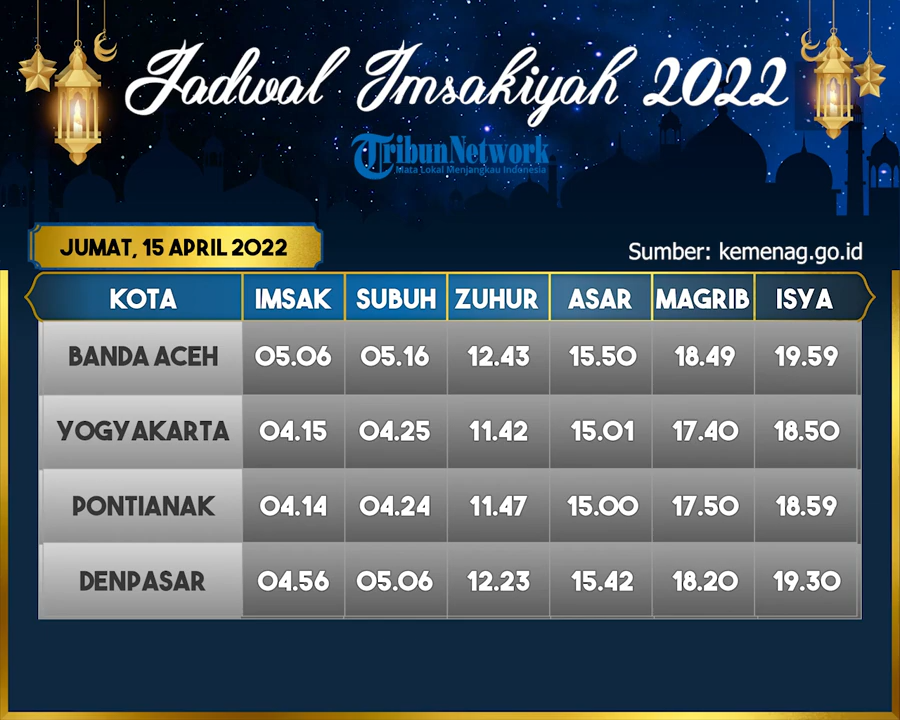 Jadwal Imsakiyah 2022
TribunNetwork
Mata Lokal Menjangkau Indonesia
JUMAT, 15 APRIL 2022
Sumber: kemenag.go.id
KOTA IMSAK SUBUH ZUHUR ASAR MAGRIB ISYA
BANDA ACEH 05.06 05.16 12.43 15.50 18.49 19.59
YOGYAKARTA 04.15 04.25 11.42 15.01 17.40 18.50
PONTIANAK 04.14 04.24 11.47 15.00 17.50 18.59
DENPASAR 04.56 05.06 12.23 15.42 18.20 19.30